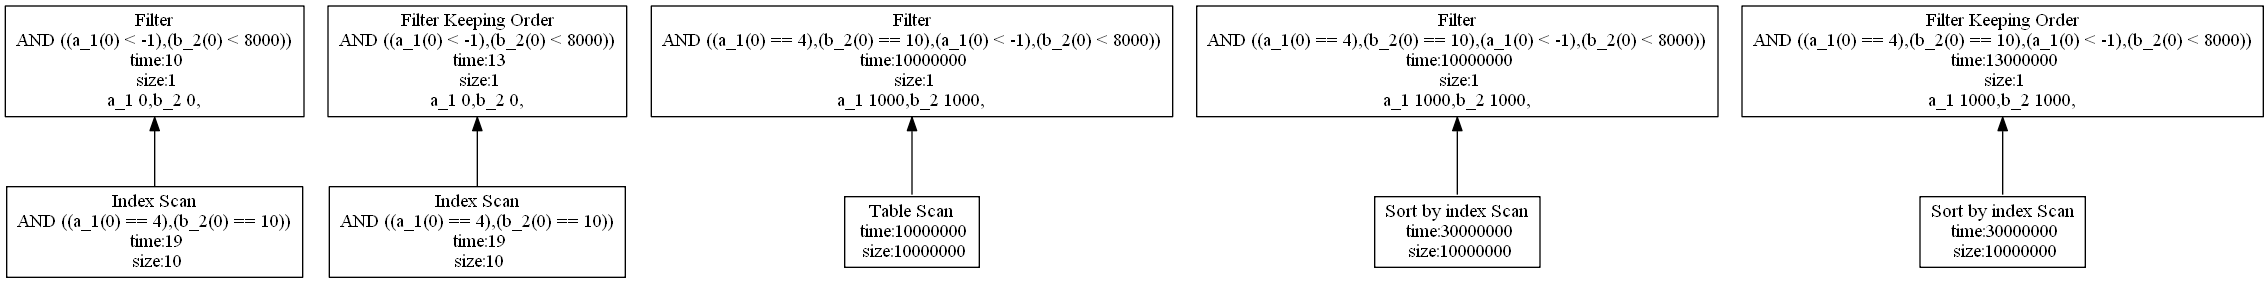 Filter
AND ((a_1(0) < -1),(b_2(0) < 8000))
time:10
size:1
a_1 0,b_2 0,
Index Scan
AND ((a_1(0) == 4),(b_2(0) == 10))
time:19
size:10
Filter Keeping Order
AND ((a_1(0) < -1),(b_2(0) < 8000))
time:13
size:1
a_1 0,b_2 0,
Index Scan
AND ((a_1(0) == 4),(b_2(0) == 10))
time:19
size:10
Filter
AND ((a_1(0) == 4),(b_2(0) == 10),(a_1(0) < -1),(b_2(0) < 8000))
time:10000000
size:1
a_1 1000,b_2 1000,
Table Scan
time:10000000
size:10000000
Filter
AND ((a_1(0) == 4),(b_2(0) == 10),(a_1(0) < -1),(b_2(0) < 8000))
time:10000000
size:1
a_1 1000,b_2 1000,
Sort by index Scan
time:30000000
size:10000000
Filter Keeping Order
AND ((a_1(0) == 4),(b_2(0) == 10),(a_1(0) < -1),(b_2(0) < 8000))
time:13000000
size:1
a_1 1000,b_2 1000,
Sort by index Scan
time:30000000
size:10000000